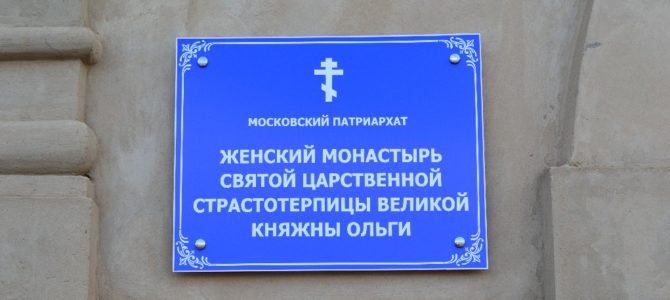 МОСКОВСКИЙ ПАТРИАРХАТ
ЖЕНСКИЙ МОНАСТЫРЬ
СВЯТОЙ ЦАРСТВЕННОЙ
СТРАСТОТЕРПИЦЫ ВЕЛИКОЙ
КНЯЖНЫ ОЛЬГИ